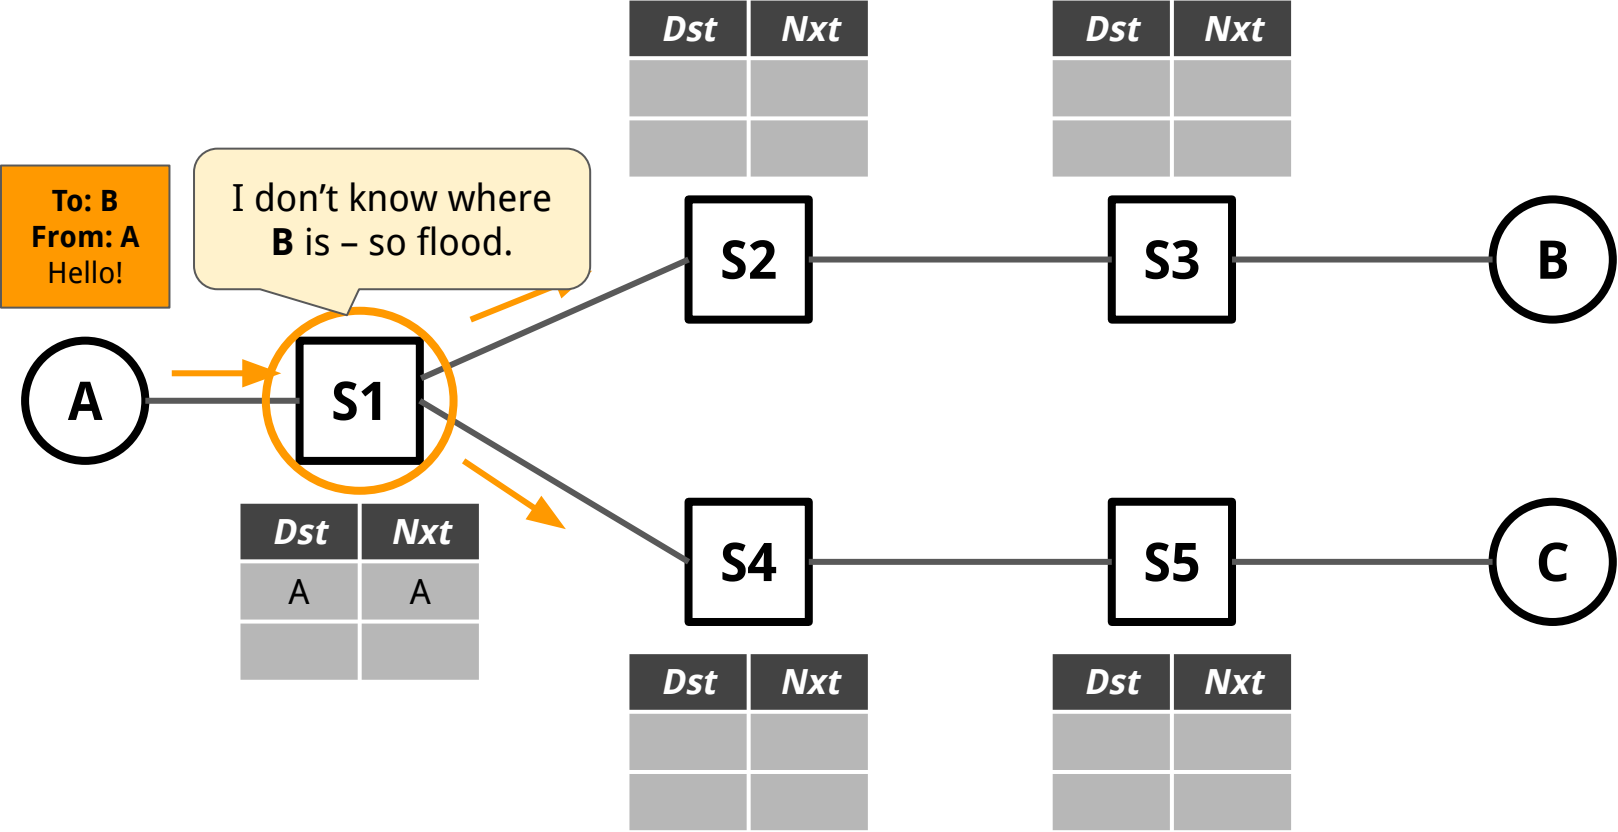 Dst Nxt
Dst Nxt
To: B
From: A
Hello!
I don’t know where
B is – so flood.
S2
S3
B
A
S1
Dst Nxt
A A
S4
S5
C
Dst Nxt
Dst Nxt